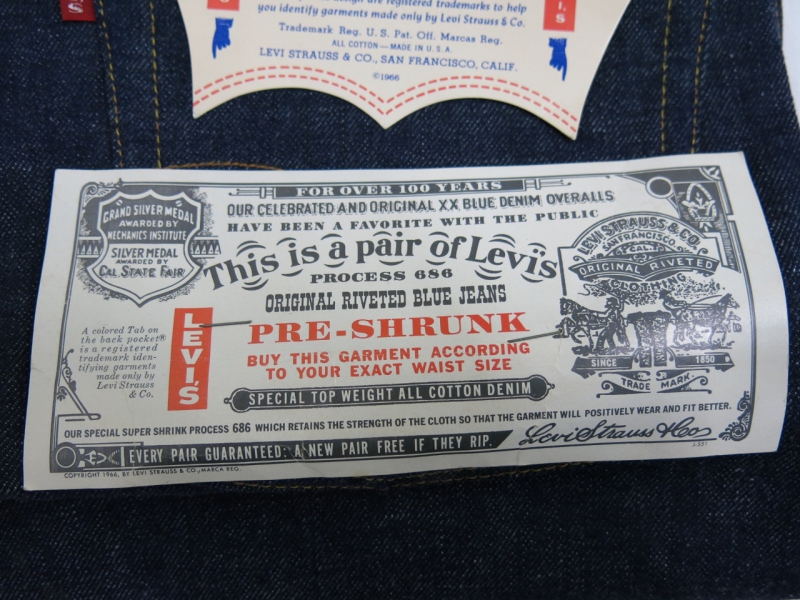 design are registered trademarks to help
you identify garments made only by Levi Strauss & Co.
Trademark Reg. U.S. Pat. Off. Marcas Reg.
ALL COTTON — MADE IN U.S.A.
LEVI STRAUSS & CO., SAN FRANCISCO, CALIF.
©1966
FOR OVER 100 YEARS
OUR CELEBRATED AND ORIGINAL XX BLUE DENIM OVERALLS
HAVE BEEN A FAVORITE WITH THE PUBLIC
This is a pair of Levi's
PROCESS 686
ORIGINAL RIVETED BLUE JEANS
PRE-SHRUNK
BUY THIS GARMENT ACCORDING
TO YOUR EXACT WAIST SIZE
SPECIAL TOP WEIGHT ALL COTTON DENIM
GRAND SILVER MEDAL
AWARDED BY
MECHANICS INSTITUTE
SILVER MEDAL
AWARDED BY
CAL. STATE FAIR
A colored Tab on
the back pocket®
is a registered
trademark iden-
tifying garments
made only by
Levi Strauss
& Co.
LEVI'S
LEVI STRAUSS & CO.
SAN FRANCISCO,
CAL.
ORIGINAL RIVETED
CLOTHING
SINCE 1850
TRADE MARK.
OUR SPECIAL SUPER SHRINK PROCESS 686 WHICH RETAINS THE STRENGTH OF THE CLOTH SO THAT THE GARMENT WILL POSITIVELY WEAR AND FIT BETTER.
EVERY PAIR GUARANTEED: A NEW PAIR FREE IF THEY RIP.
Levi Strauss & Co
COPYRIGHT 1966, BY LEVI STRAUSS & CO., MARCA REG.